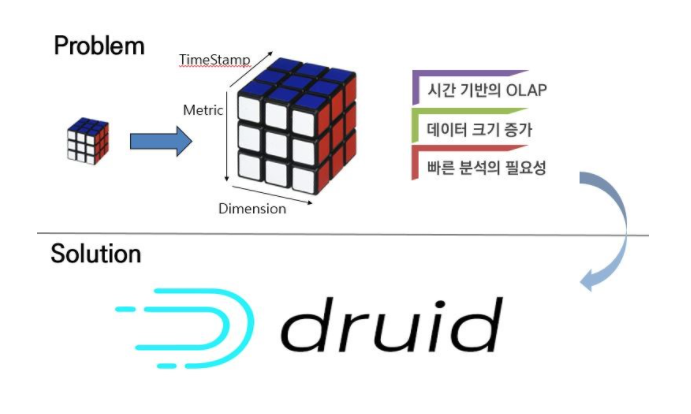 Problem
TimeStamp
Metric
Dimension
시간 기반의 OLAP
데이터 크기 증가
빠른 분석의 필요성
Solution
druid